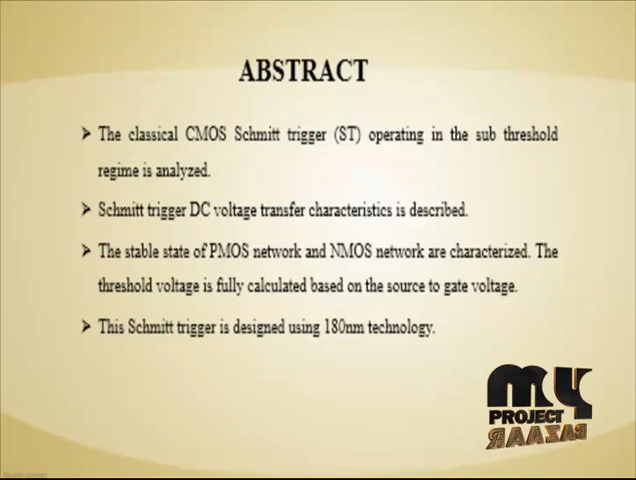 ABSTRACT
➢ The classical CMOS Schmitt trigger (ST) operating in the sub threshold
regime is analyzed.
➢ Schmitt trigger DC voltage transfer characteristics is described.
➢ The stable state of PMOS network and NMOS network are characterized. The
threshold voltage is fully calculated based on the source to gate voltage.
➢ This Schmitt trigger is designed using 180nm technology.
MY
PROJECT
BAZAAR